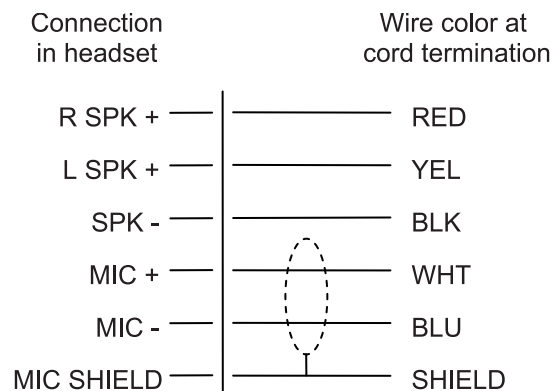 Connection
in headset
Wire color at
cord termination
R SPK + RED
L SPK + YEL
SPK - BLK
MIC + WHT
MIC - BLU
MIC SHIELD SHIELD